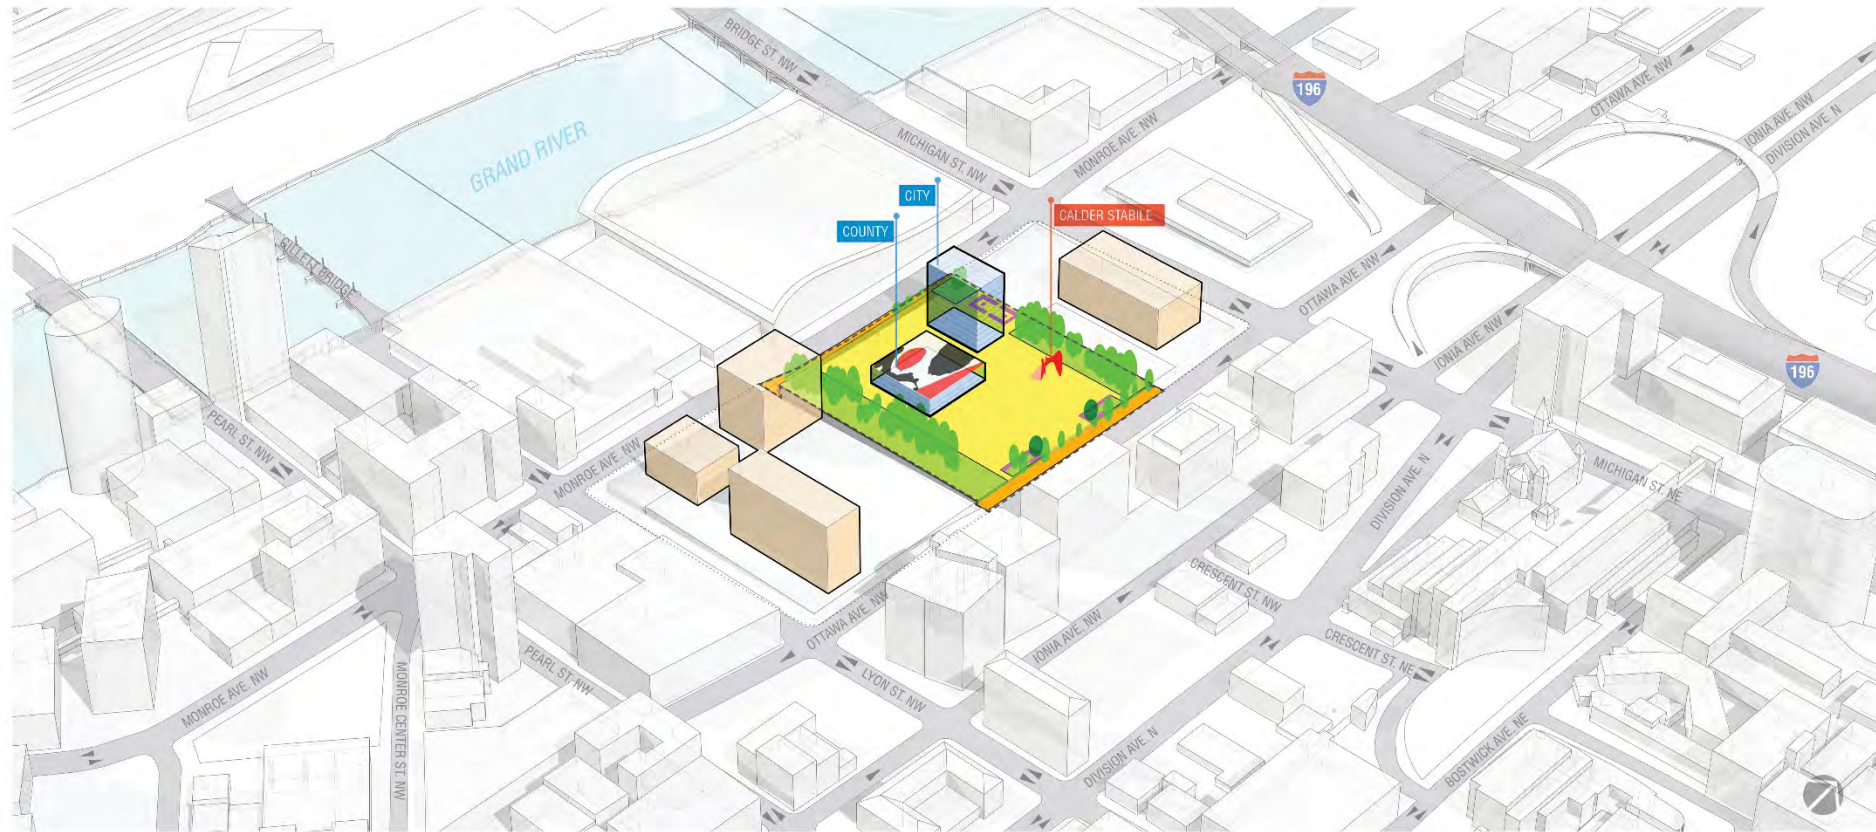 BRIDGE ST. NW
196
OTTAWA AVE. NW
IONIA AVE. NW
DIVISION AVE. N
GRAND RIVER
MICHIGAN ST. NW
MONROE AVE. NW
CITY
CALDER STABILE
COUNTY
GILLETT BRIDGE
OTTAWA AVE. NW
IONIA AVE. NW
196
PEARL ST. NW
MONROE AVE. NW
MICHIGAN ST. NE
DIVISION AVE. N
CRESCENT ST. NW
OTTAWA AVE. NW
IONIA AVE. NW
CRESCENT ST. NE
PEARL ST. NW
LYON ST. NW
MONROE AVE. NW
MONROE CENTER ST. NW
DIVISION AVE. N
BOSTWICK AVE. NE